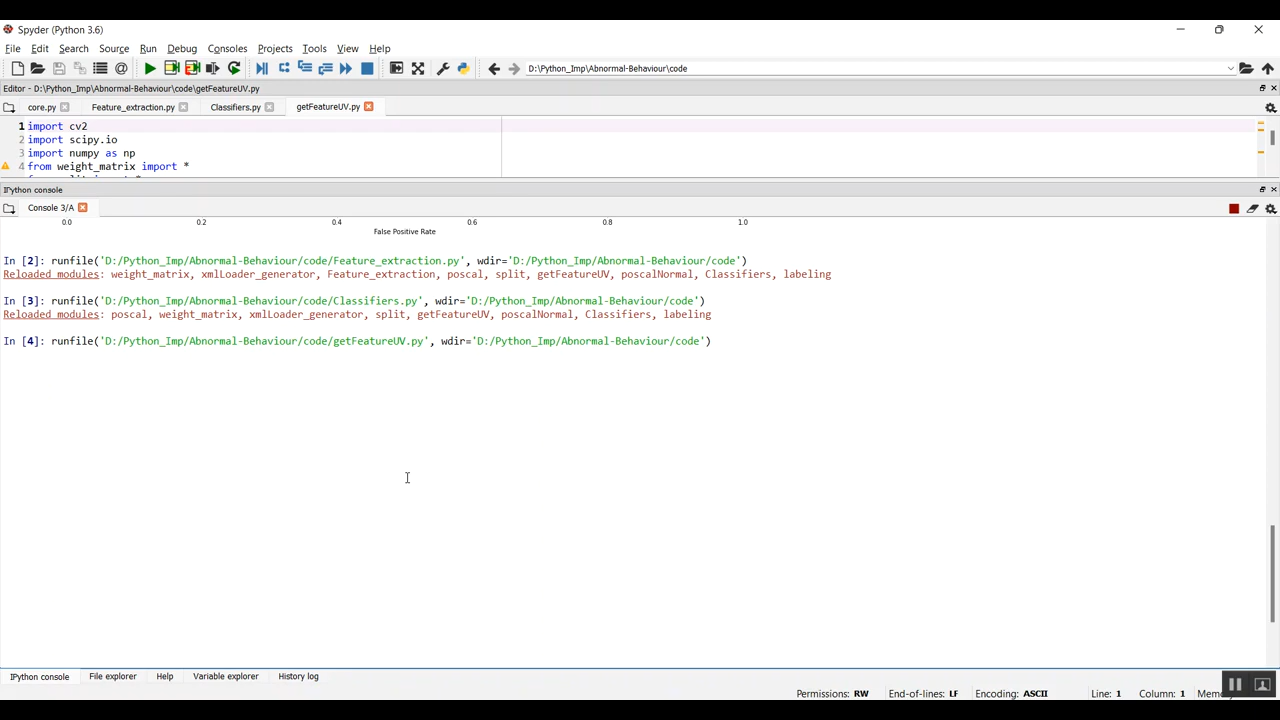 Spyder (Python 3.6)
File Edit Search Source Run Debug Consoles Projects Tools View Help
D:\Python_Imp\Abnormal-Behaviour\code
Editor - D:\Python_Imp\Abnormal-Behaviour\code\getFeatureUV.py
core.py Feature_extraction.py Classifiers.py getFeatureUV.py
1 import cv2
2 import scipy.io
3 import numpy as np
4 from weight_matrix import *
IPython console
Console 3/A
0.0 0.2 0.4 0.6 0.8 1.0
False Positive Rate
In [2]: runfile('D:/Python_Imp/Abnormal-Behaviour/code/Feature_extraction.py', wdir='D:/Python_Imp/Abnormal-Behaviour/code')
Reloaded modules: weight_matrix, xmlLoader_generator, Feature_extraction, poscal, split, getFeatureUV, poscalNormal, Classifiers, labeling
In [3]: runfile('D:/Python_Imp/Abnormal-Behaviour/code/Classifiers.py', wdir='D:/Python_Imp/Abnormal-Behaviour/code')
Reloaded modules: poscal, weight_matrix, xmlLoader_generator, split, getFeatureUV, poscalNormal, Classifiers, labeling
In [4]: runfile('D:/Python_Imp/Abnormal-Behaviour/code/getFeatureUV.py', wdir='D:/Python_Imp/Abnormal-Behaviour/code')
IPython console File explorer Help Variable explorer History log
Permissions: RW End-of-lines: LF Encoding: ASCII Line: 1 Column: 1